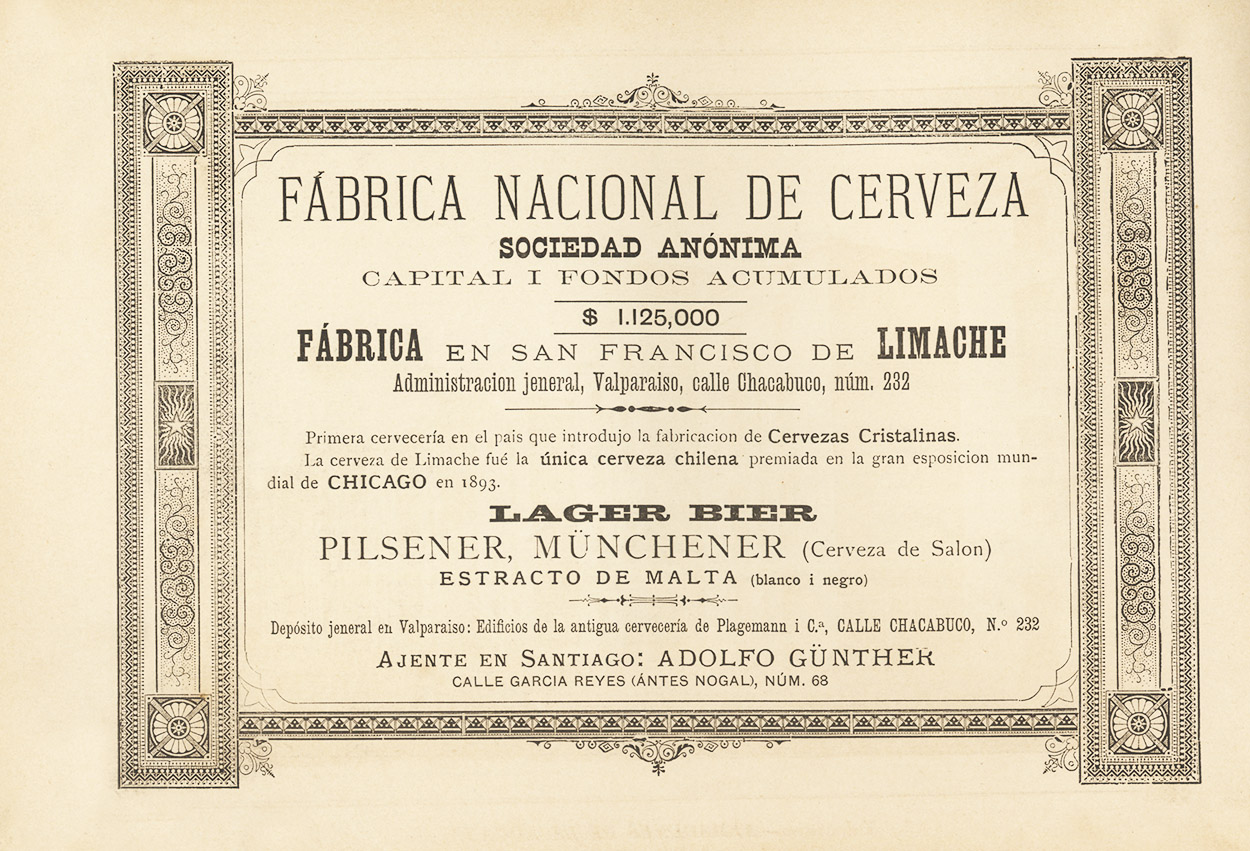 FÁBRICA NACIONAL DE CERVEZA
SOCIEDAD ANÓNIMA
CAPITAL I FONDOS ACUMULADOS
$ 1.125,000
FÁBRICA EN SAN FRANCISCO DE LIMACHE
Administracion jeneral, Valparaiso, calle Chacabuco, núm. 232
Primera cervecería en el pais que introdujo la fabricacion de Cervezas Cristalinas.
La cerveza de Limache fué la única cerveza chilena premiada en la gran esposicion mun-
dial de CHICAGO en 1893.
LAGER BIER
PILSENER, MÜNCHENER (Cerveza de Salon)
ESTRACTO DE MALTA (blanco i negro)
Depósito jeneral en Valparaiso: Edificios de la antigua cervecería de Plagemann i C.ª, CALLE CHACABUCO, N.º 232
AJENTE EN SANTIAGO: ADOLFO GÜNTHER
CALLE GARCIA REYES (ÁNTES NOGAL), NÚM. 68